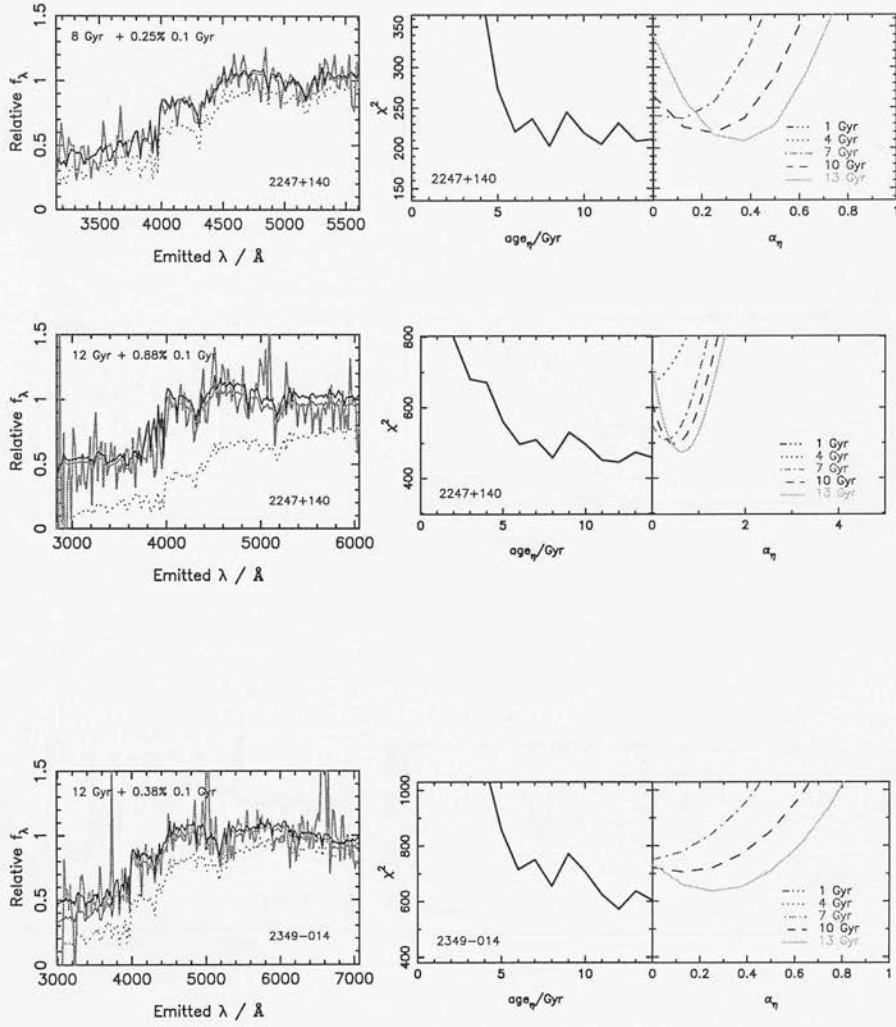 8 Gyr + 0.25% 0.1 Gyr
2247+140
Relative fλ
0
0.5
1
1.5
3500 4000 4500 5000 5500
Emitted λ / Å
2247+140
χ²
150 200 250 300 350
0 5 10
age_η/Gyr
1 Gyr
4 Gyr
7 Gyr
10 Gyr
13 Gyr
0 0.2 0.4 0.6 0.8 1
α_η
12 Gyr + 0.88% 0.1 Gyr
2247+140
Relative fλ
0
0.5
1
1.5
3000 4000 5000 6000
Emitted λ / Å
2247+140
χ²
400 600 800
0 5 10
age_η/Gyr
1 Gyr
4 Gyr
7 Gyr
10 Gyr
13 Gyr
0 2 4
α_η
12 Gyr + 0.38% 0.1 Gyr
2349−014
Relative fλ
0
0.5
1
1.5
3000 4000 5000 6000 7000
Emitted λ / Å
2349−014
χ²
400 600 800 1000
0 5 10
age_η/Gyr
1 Gyr
4 Gyr
7 Gyr
10 Gyr
13 Gyr
0 0.2 0.4 0.6 0.8 1
α_η